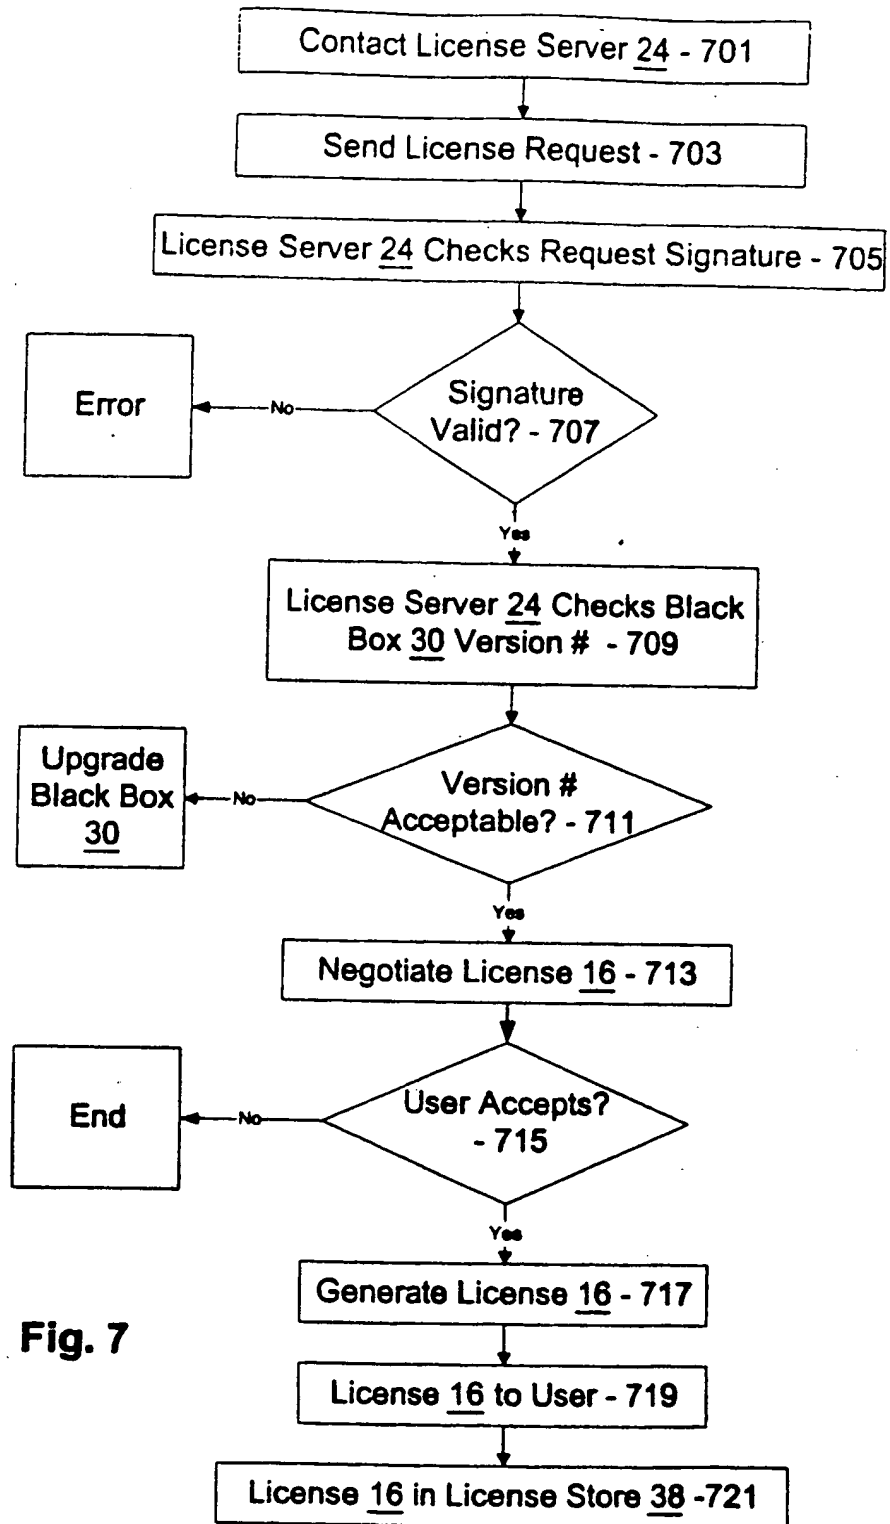 Contact License Server 24 - 701
Send License Request - 703
License Server 24 Checks Request Signature - 705
Error
No
Signature
Valid? - 707
Yes
License Server 24 Checks Black
Box 30 Version # - 709
Upgrade
Black Box
30
No
Version #
Acceptable? - 711
Yes
Negotiate License 16 - 713
End
No
User Accepts?
- 715
Yes
Generate License 16 - 717
Fig. 7
License 16 to User - 719
License 16 in License Store 38 -721